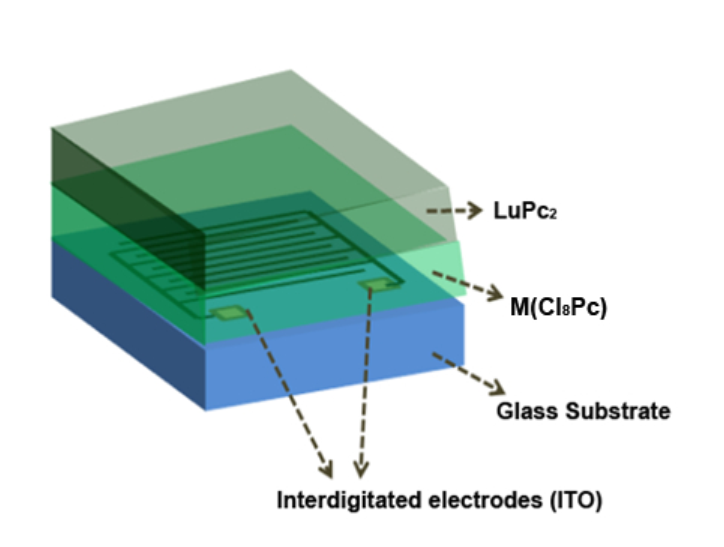 LuPc₂
M(Cl₈Pc)
Glass Substrate
Interdigitated electrodes (ITO)